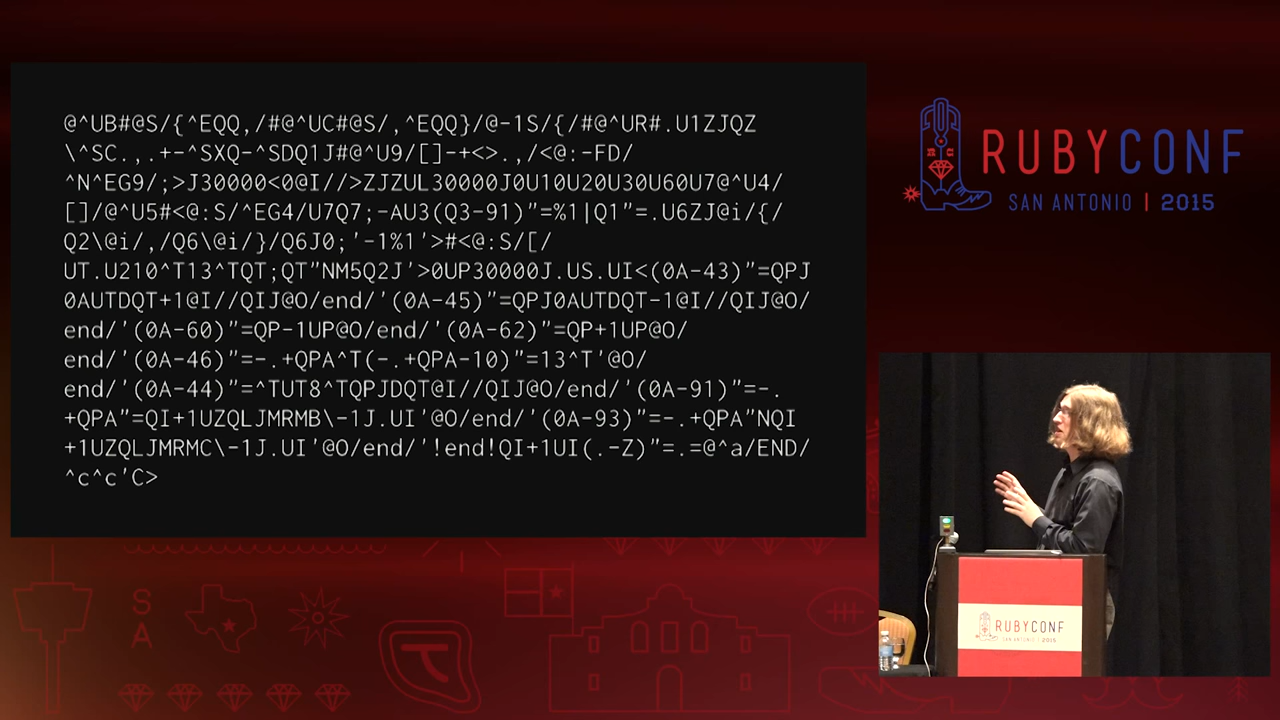 @^UB#@S/{^EQQ,/#@^UC#@S/,^EQQ}/@-1S/{/#@^UR#.U1ZJQZ
\^SC.,.+-^SXQ-^SDQ1J#@^U9/[]-+<>.,/<@:-FD/
^N^EG9/;>J30000<0@I//>ZJZUL30000J0U10U20U30U60U7@^U4/
[]/@^U5#<@:S/^EG4/U7Q7;-AU3(Q3-91)"=%1|Q1"=.U6ZJ@i/{/
Q2\@i/,/Q6\@i/}/Q6J0;'-1%1'>#<@:S/[/
UT.U210^T13^TQT;QT"NM5Q2J'>0UP30000J.US.UI<(0A-43)"=QPJ
0AUTDQT+1@I//QIJ@O/end/'(0A-45)"=QPJ0AUTDQT-1@I//QIJ@O/
end/'(0A-60)"=QP-1UP@O/end/'(0A-62)"=QP+1UP@O/
end/'(0A-46)"=-.+QPA^T(-.+QPA-10)"=13^T'@O/
end/'(0A-44)"=^TUT8^TQPJDQT@I//QIJ@O/end/'(0A-91)"=-.
+QPA"=QI+1UZQLJMRMB\-1J.UI'@O/end/'(0A-93)"=-.+QPA"NQI
+1UZQLJMRMC\-1J.UI'@O/end/'!end!QI+1UI(.-Z)"=.=@^a/END/
^c^c'C>
RUBYCONF
SAN ANTONIO | 2015
RUBYCONF
SAN ANTONIO | 2015
S
A